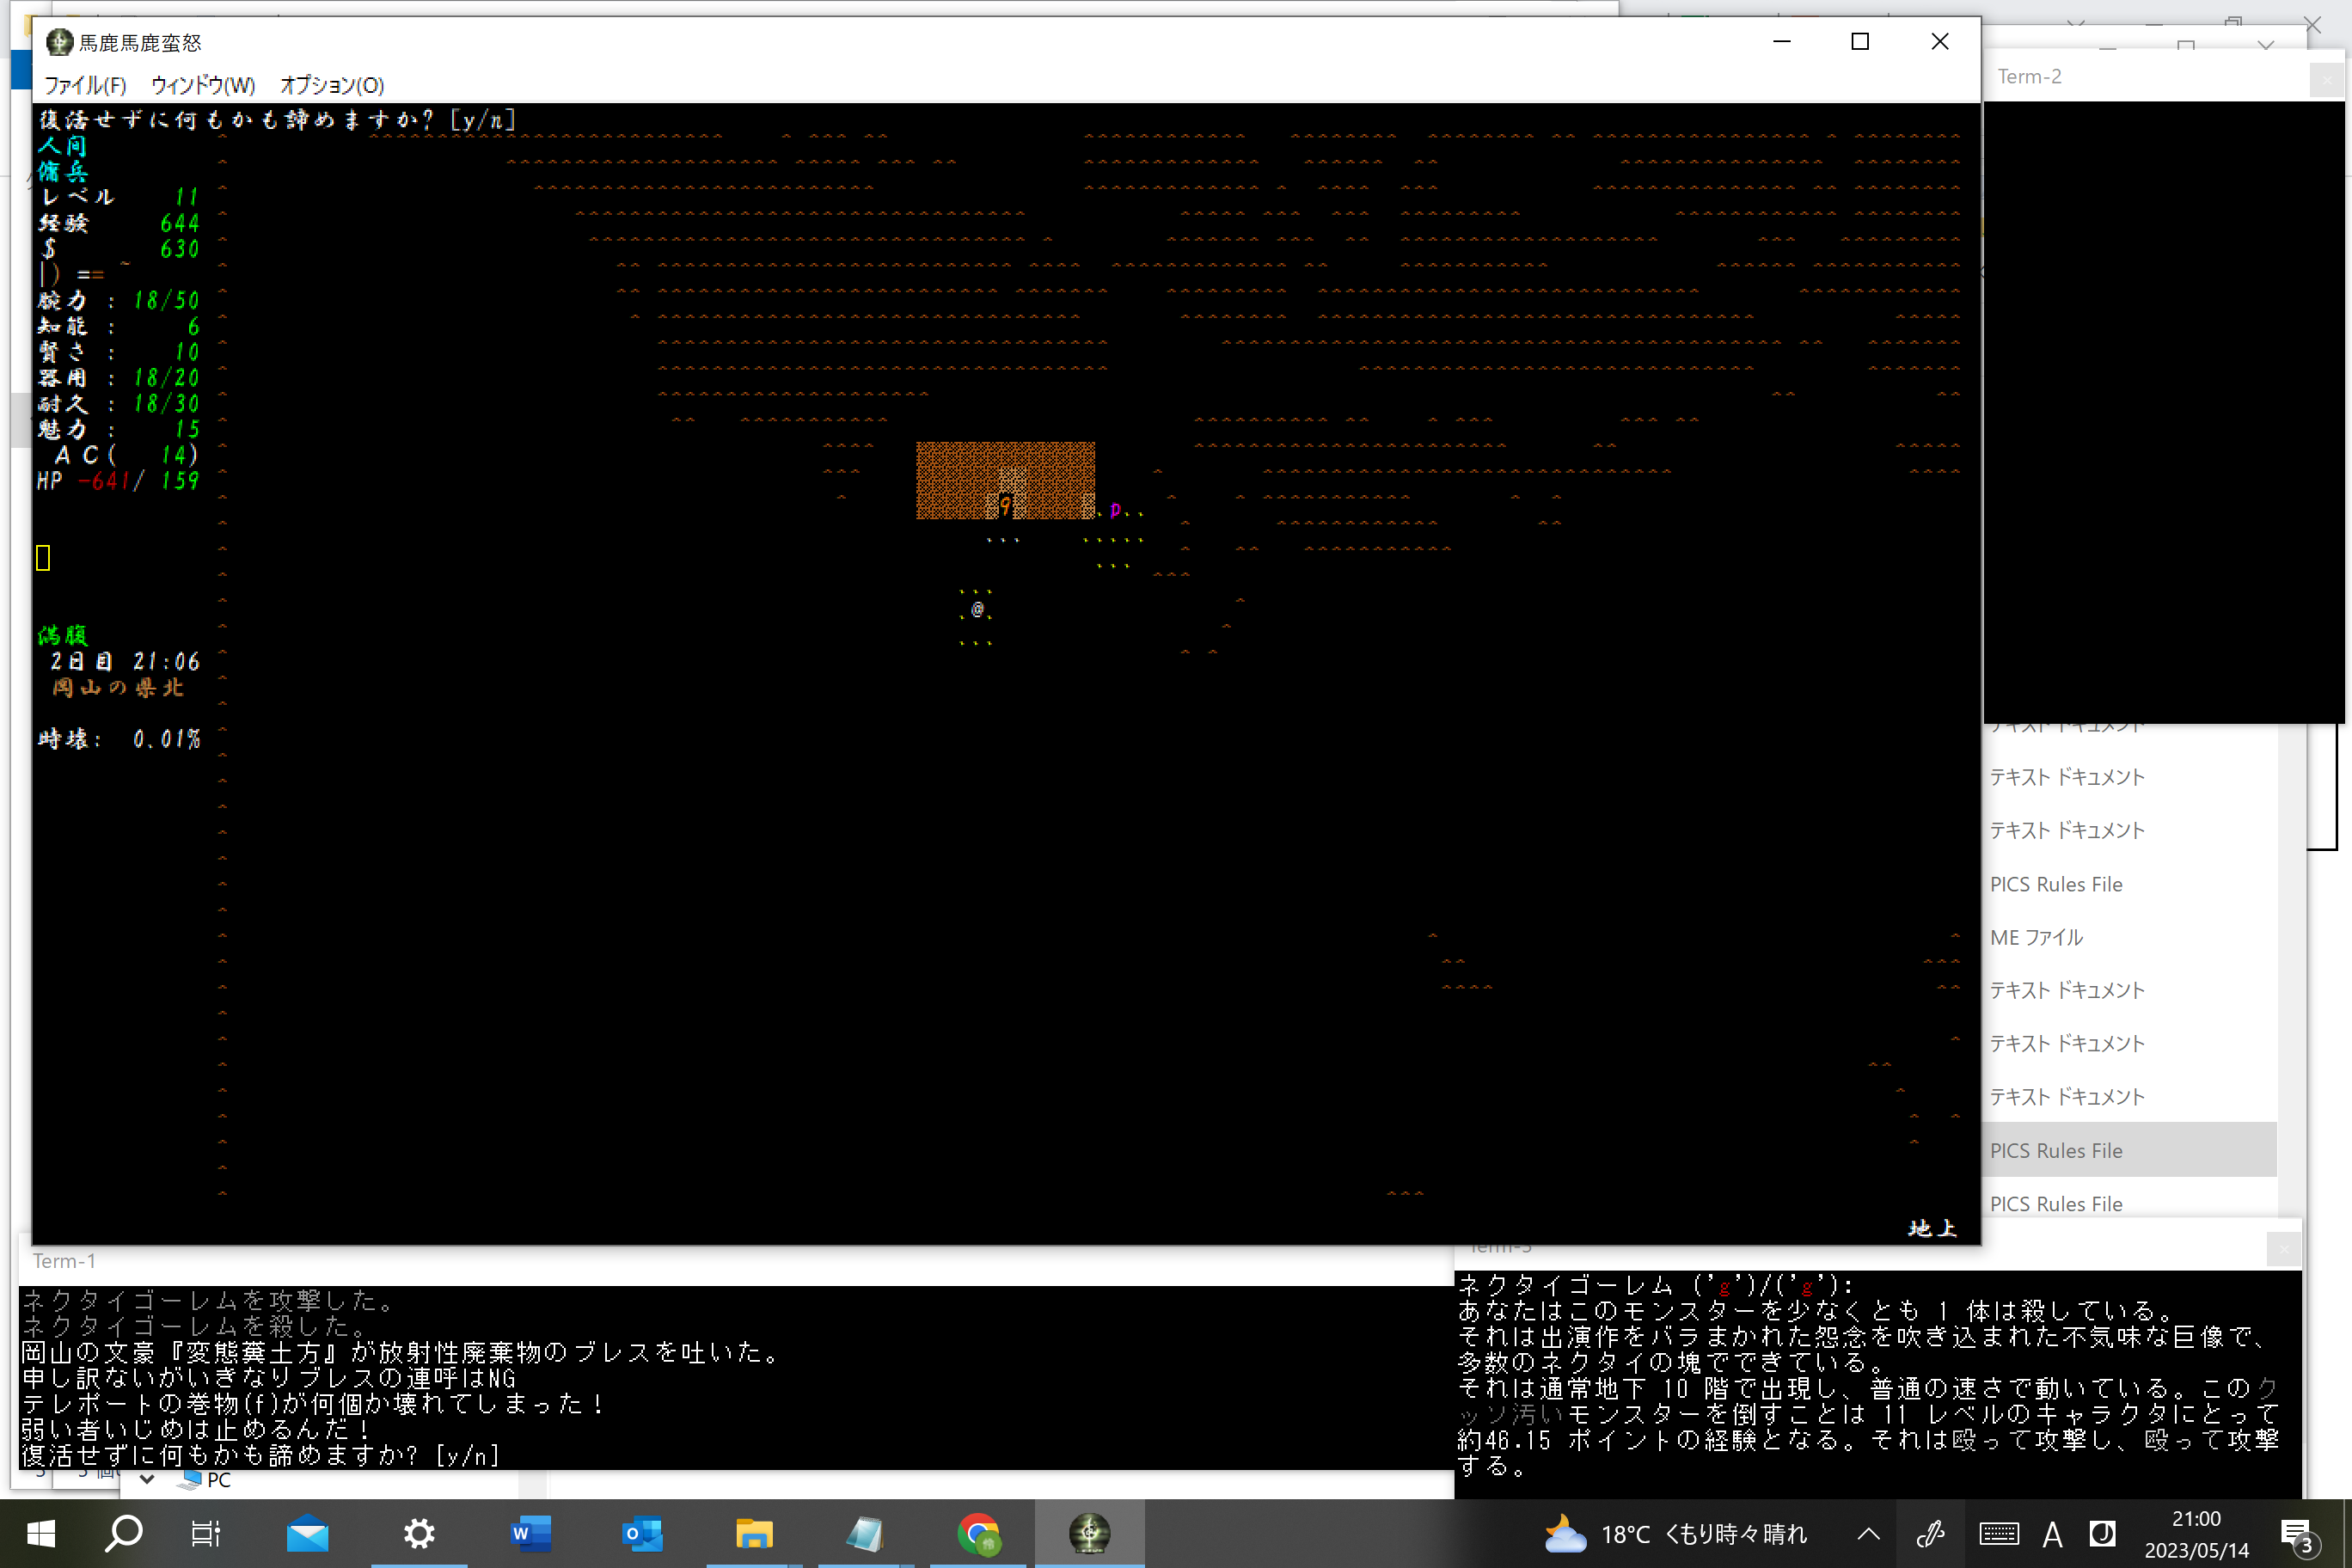 馬鹿馬鹿蛮怒
ファイル(F) ウィンドウ(W) オプション(O)
復活せずに何もかも諦めますか? [y/n]
人間
傭兵
レベル 11
経験 644
$ 630
|) == ~
腕力 : 18/50
知能 : 6
賢さ : 10
器用 : 18/20
耐久 : 18/30
魅力 : 15
AC( 14)
HP -641/ 159
満腹
2日目 21:06
岡山の県北
時壊: 0.01%
q
p
@
地上
Term-2
テキスト ドキュメント
テキスト ドキュメント
テキスト ドキュメント
PICS Rules File
ME ファイル
テキスト ドキュメント
テキスト ドキュメント
テキスト ドキュメント
PICS Rules File
PICS Rules File
Term-1
ネクタイゴーレムを攻撃した。
ネクタイゴーレムを殺した。
岡山の文豪『変態糞土方』が放射性廃棄物のブレスを吐いた。
申し訳ないがいきなりブレスの連呼はNG
テレポートの巻物(f)が何個か壊れてしまった!
弱い者いじめは止めるんだ!
復活せずに何もかも諦めますか? [y/n]
ネクタイゴーレム ('g')/('g'):
あなたはこのモンスターを少なくとも 1 体は殺している。
それは出演作をバラまかれた怨念を吹き込まれた不気味な巨像で、
多数のネクタイの塊でできている。
それは通常地下 10 階で出現し、普通の速さで動いている。このク
ッソ汚いモンスターを倒すことは 11 レベルのキャラクタにとって
約46.15 ポイントの経験となる。それは殴って攻撃し、殴って攻撃
する。
PC
18°C くもり時々晴れ
A
21:00
2023/05/14
3